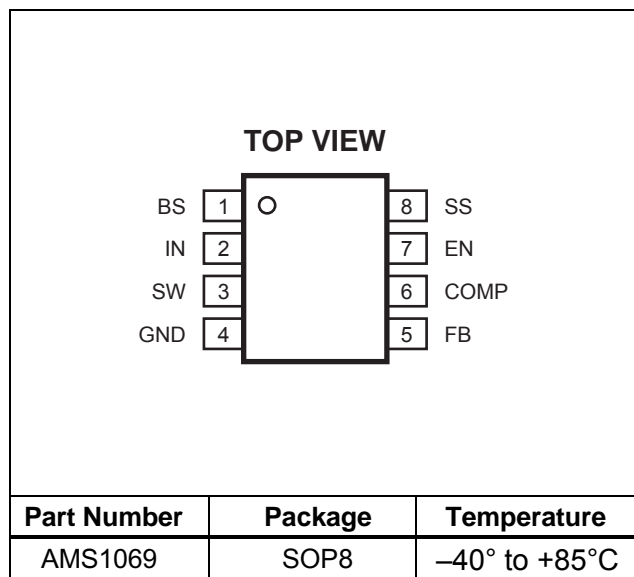 TOP VIEW
BS 1 8 SS
IN 2 7 EN
SW 3 6 COMP
GND 4 5 FB
Part Number Package Temperature
AMS1069 SOP8 –40° to +85°C